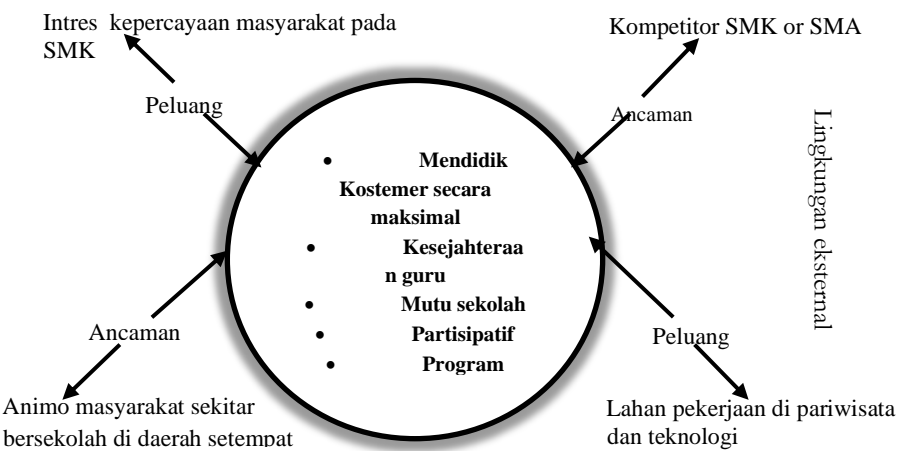 Intres kepercayaan masyarakat pada
SMK
Kompetitor SMK or SMA
Peluang
Ancaman
Lingkungan eksternal
• Mendidik
Kostemer secara
maksimal
• Kesejahteraa
n guru
• Mutu sekolah
• Partisipatif
• Program
Ancaman
Peluang
Animo masyarakat sekitar
bersekolah di daerah setempat
Lahan pekerjaan di pariwisata
dan teknologi